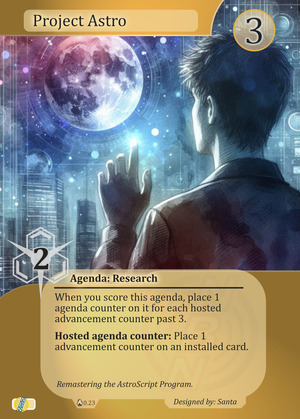 Project Astro
3
2
Agenda: Research
When you score this agenda, place 1
agenda counter on it for each hosted
advancement counter past 3.
Hosted agenda counter: Place 1
advancement counter on an installed card.
Remastering the AstroScript Program.
0.23
Designed by: Santa